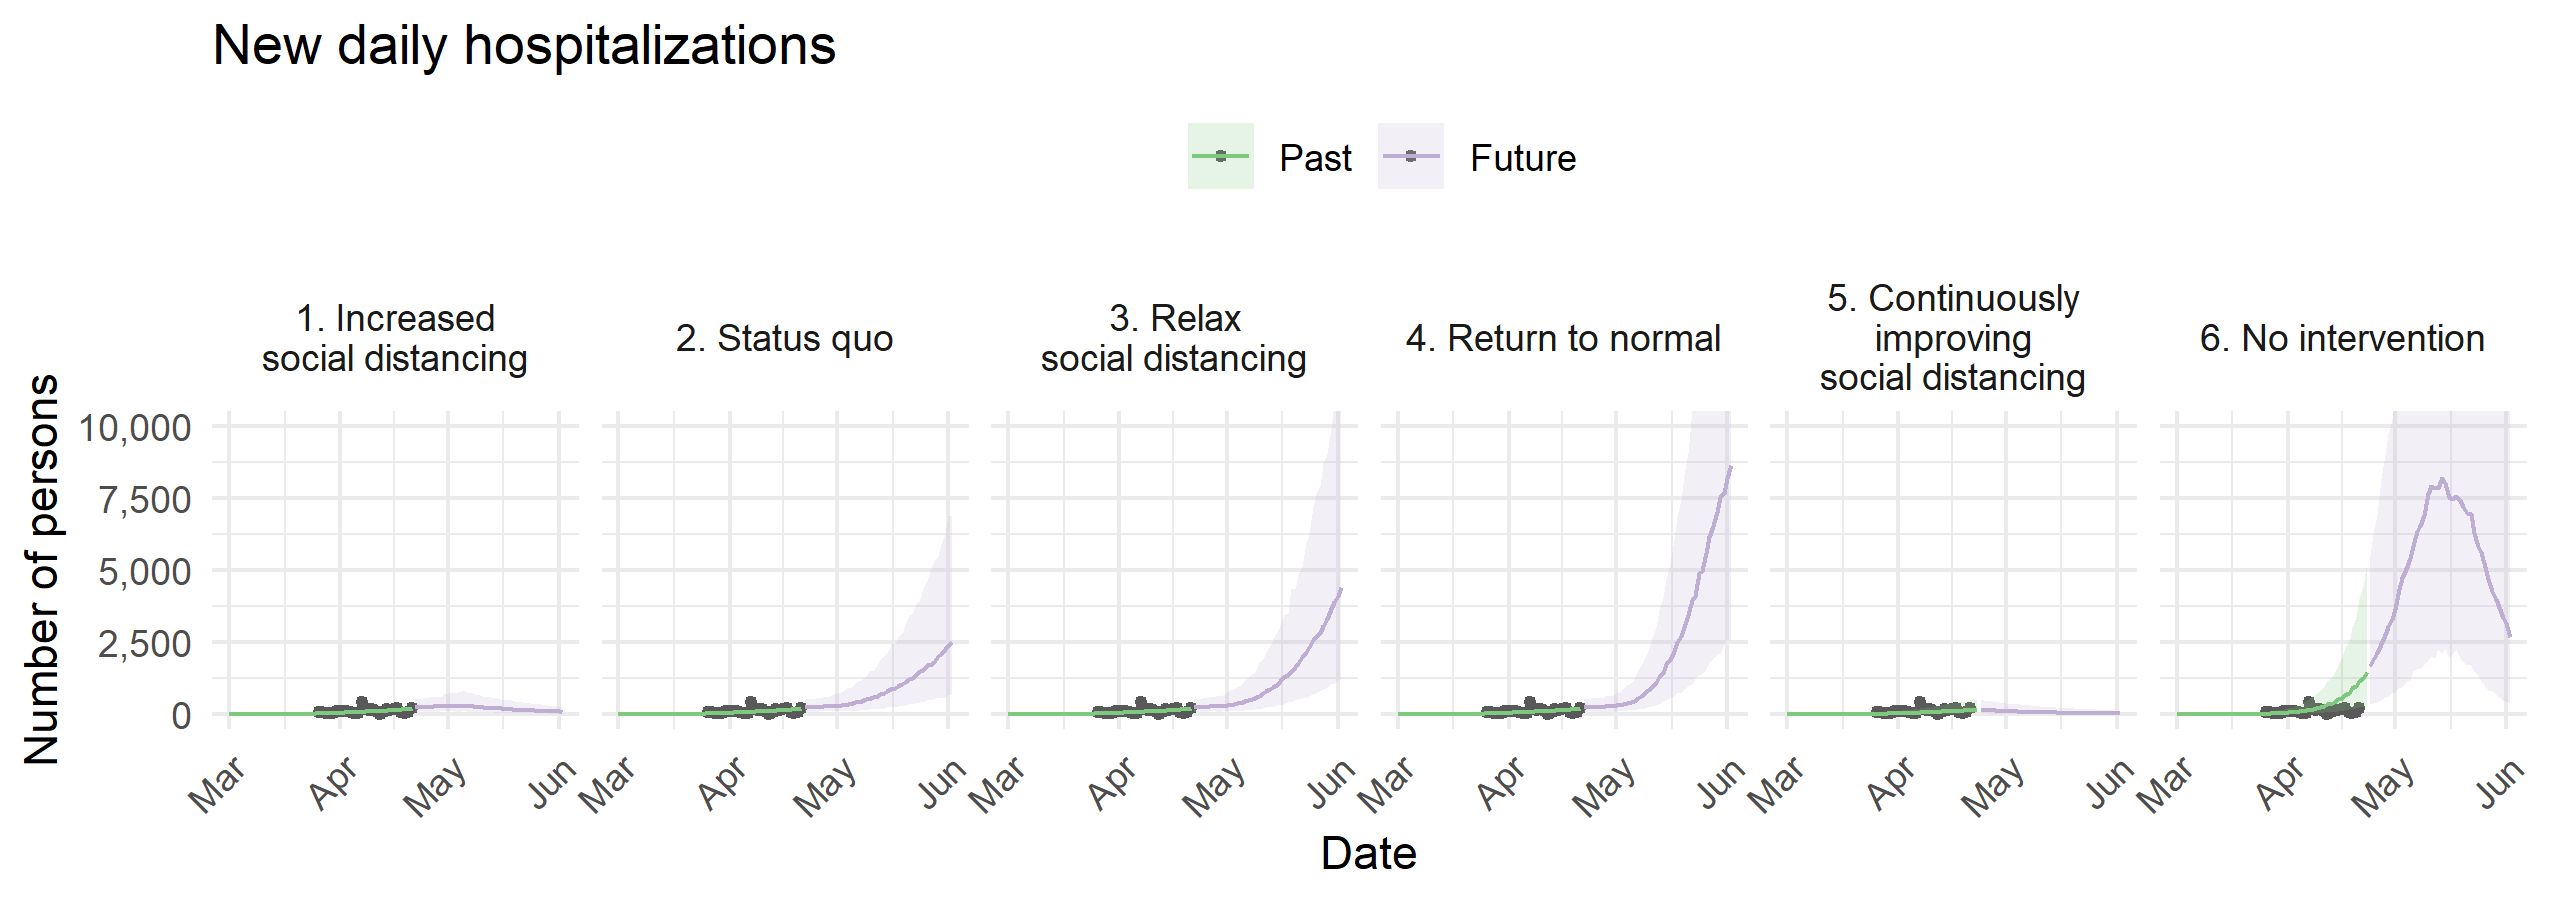 New daily hospitalizations
Past
Future
1. Increased
social distancing
2. Status quo
3. Relax
social distancing
4. Return to normal
5. Continuously
improving
social distancing
6. No intervention
Number of persons
10,000
7,500
5,000
2,500
0
Mar
Apr
May
Jun
Mar
Apr
May
Jun
Mar
Apr
May
Jun
Mar
Apr
May
Jun
Mar
Apr
May
Jun
Mar
Apr
May
Jun
Date